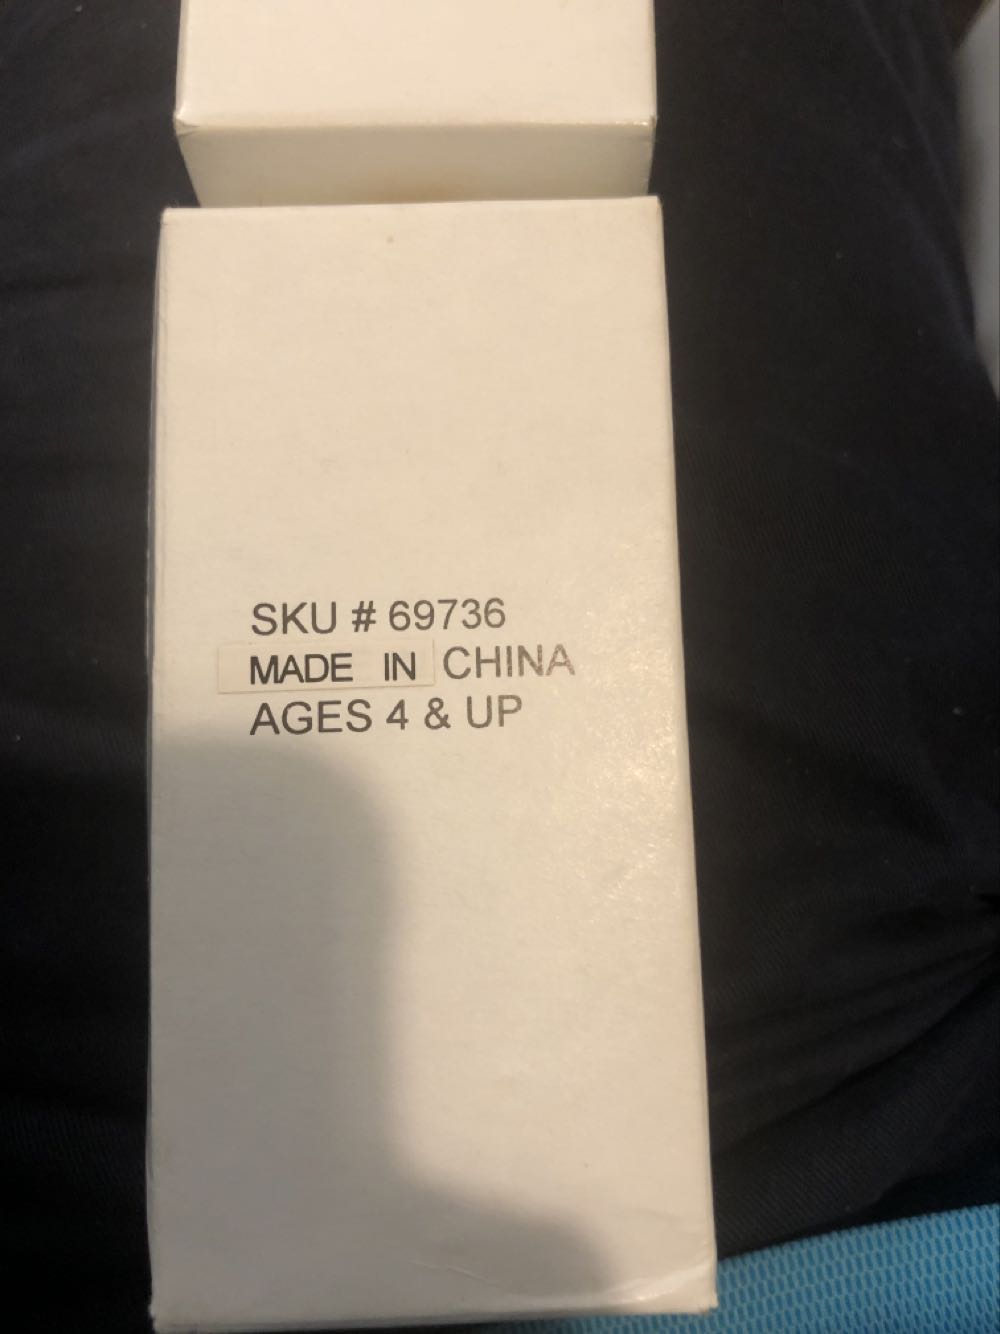 SKU # 69736
MADE IN CHINA
AGES 4 & UP